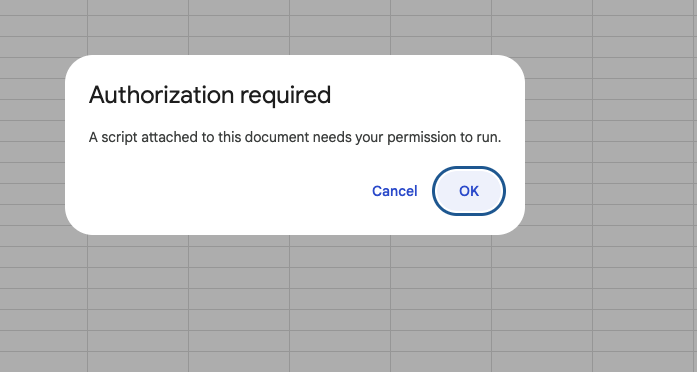 Authorization required
A script attached to this document needs your permission to run.
Cancel OK